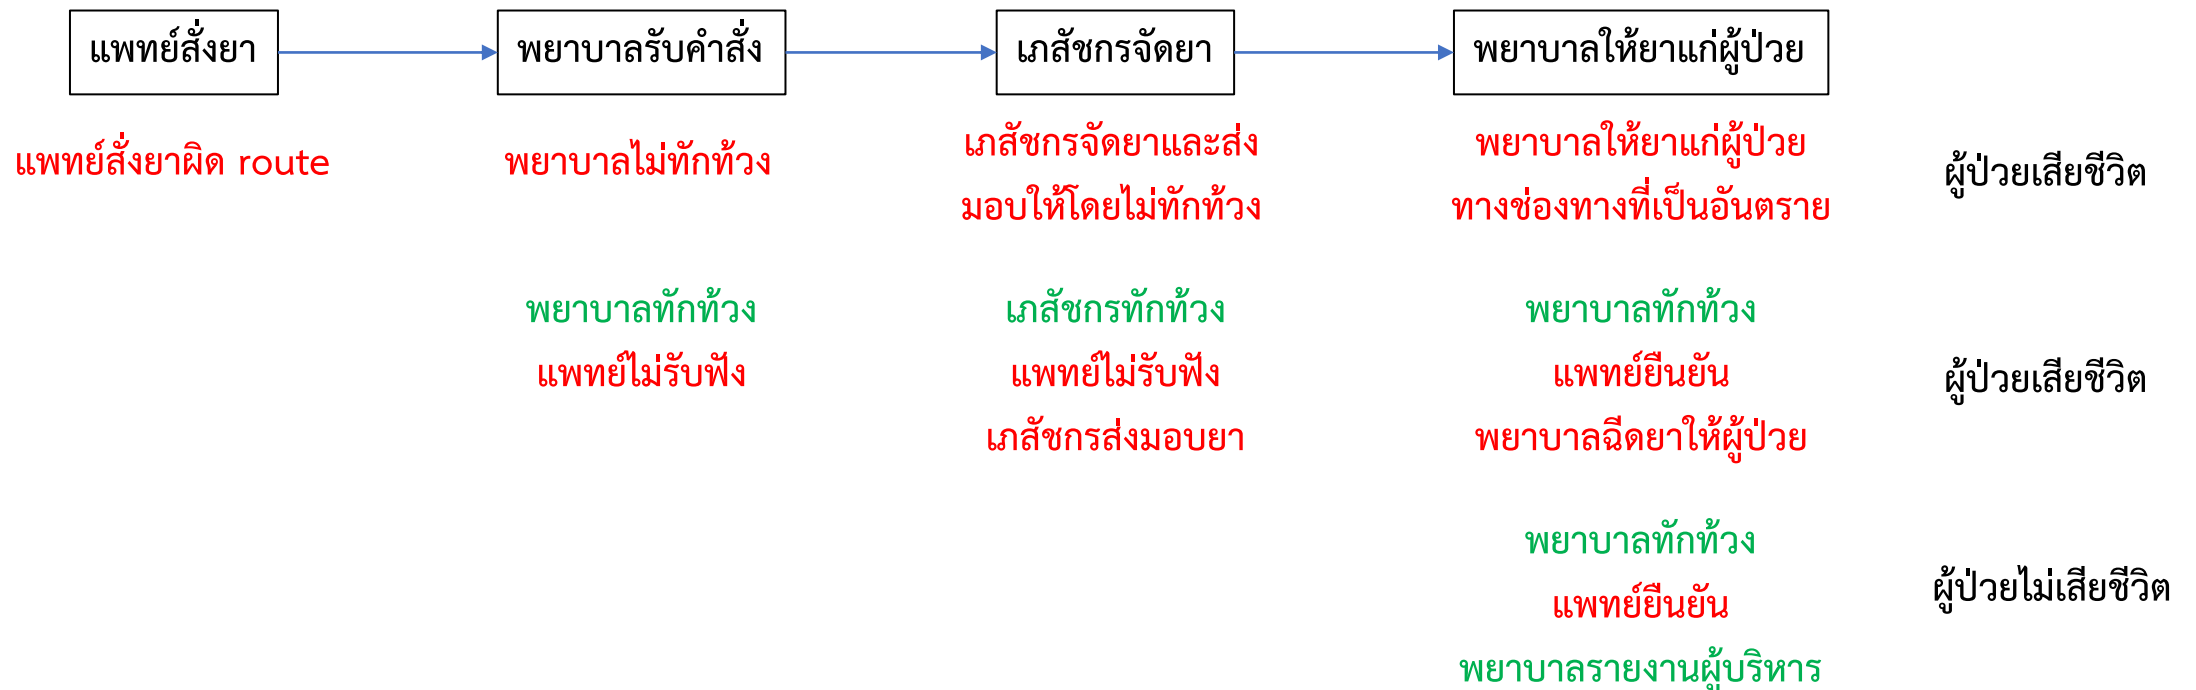 แพทย์สั่งยา
พยาบาลรับคำสั่ง
เภสัชกรจัดยา
พยาบาลให้ยาแก่ผู้ป่วย
แพทย์สั่งยาผิด route
พยาบาลไม่ทักท้วง
เภสัชกรจัดยาและส่ง
มอบให้โดยไม่ทักท้วง
พยาบาลให้ยาแก่ผู้ป่วย
ทางช่องทางที่เป็นอันตราย
ผู้ป่วยเสียชีวิต
พยาบาลทักท้วง
แพทย์ไม่รับฟัง
เภสัชกรทักท้วง
แพทย์ไม่รับฟัง
เภสัชกรส่งมอบยา
พยาบาลทักท้วง
แพทย์ยืนยัน
พยาบาลฉีดยาให้ผู้ป่วย
ผู้ป่วยเสียชีวิต
พยาบาลทักท้วง
แพทย์ยืนยัน
พยาบาลรายงานผู้บริหาร
ผู้ป่วยไม่เสียชีวิต